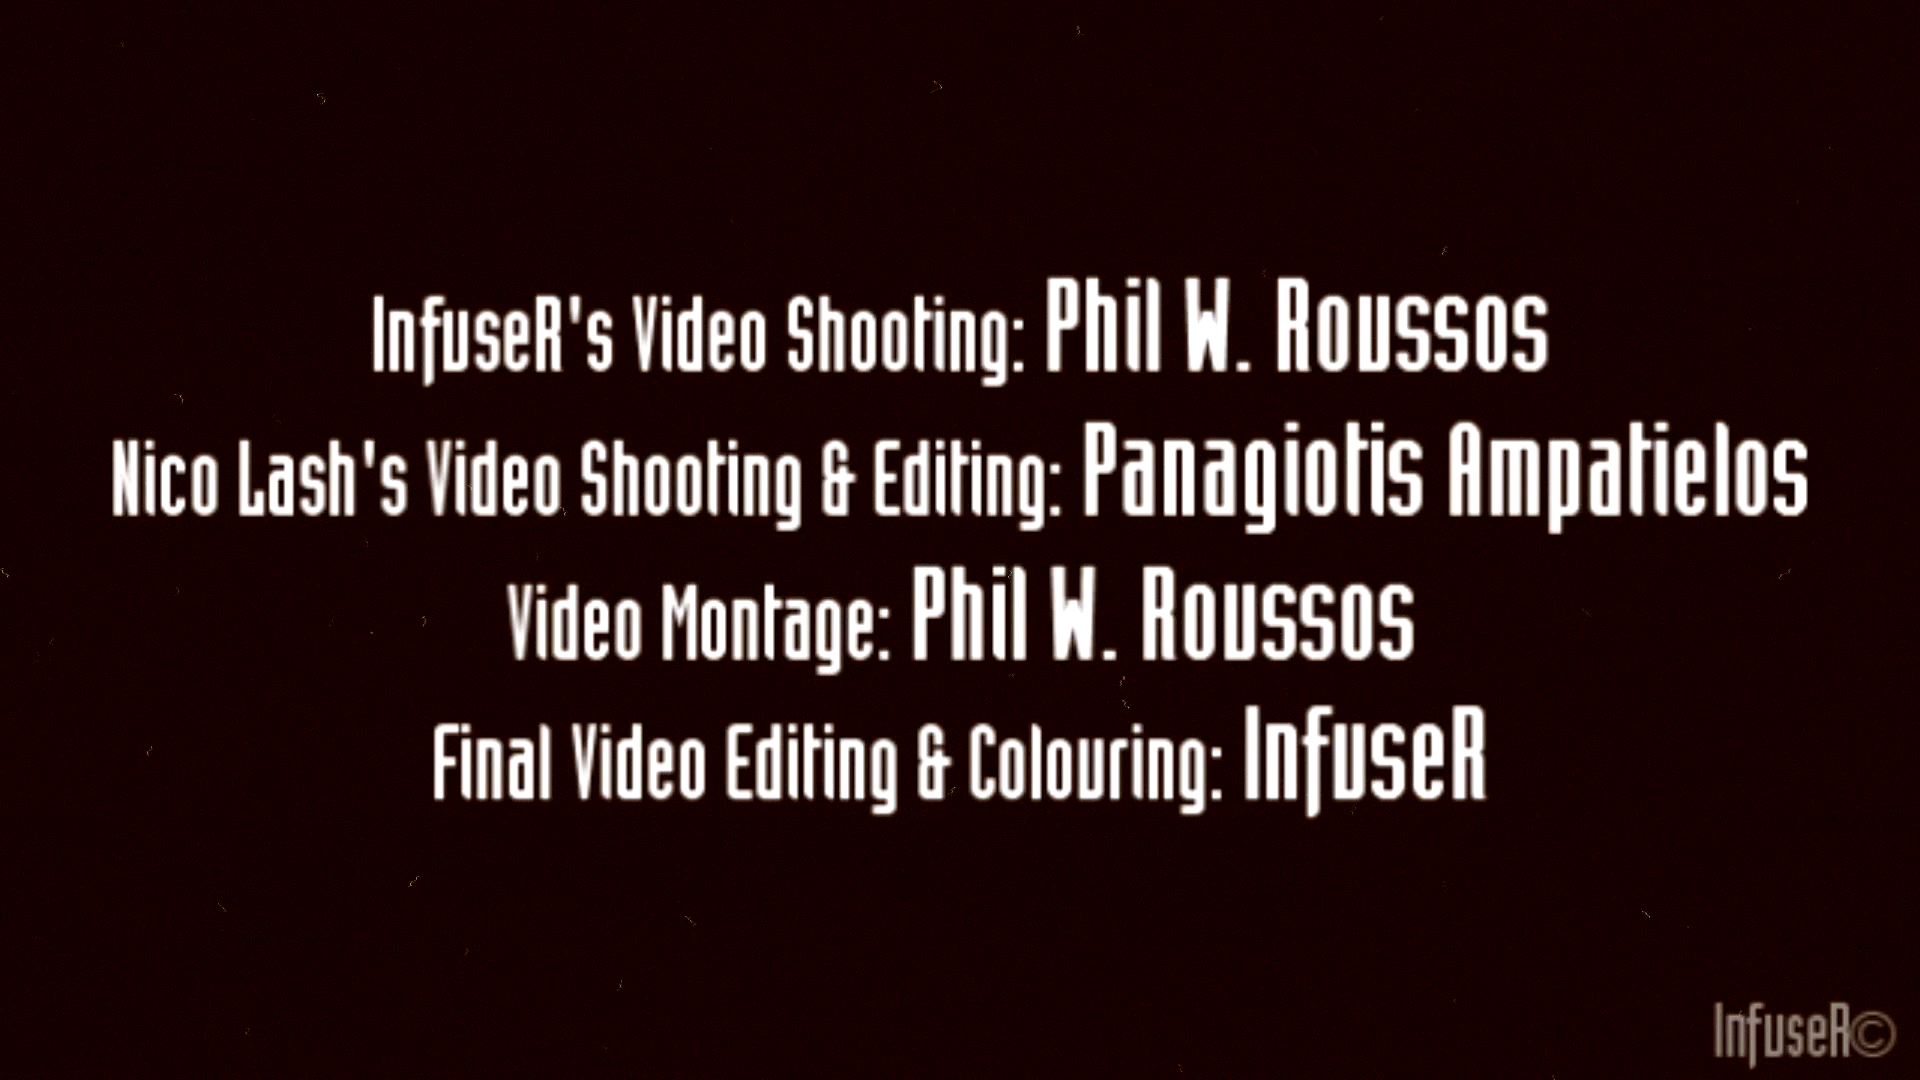 InfuseR's Video Shooting: Phil W. Roussos
Nico Lash's Video Shooting & Editing: Panagiotis Ampatielos
Video Montage: Phil W. Roussos
Final Video Editing & Colouring: InfuseR
InfuseR©